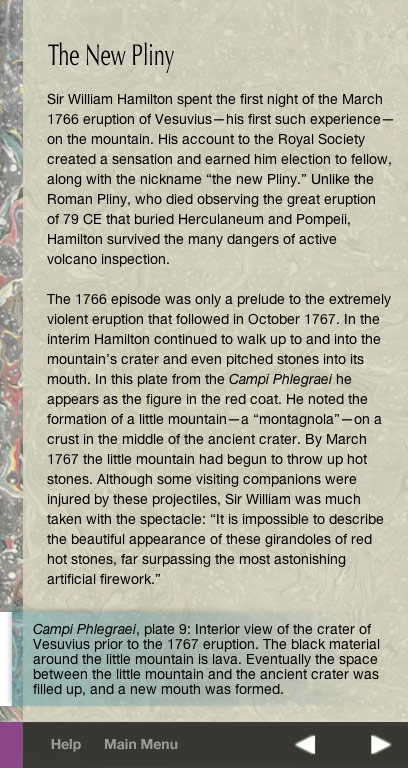 The New Pliny
Sir William Hamilton spent the first night of the March
1766 eruption of Vesuvius—his first such experience—
on the mountain. His account to the Royal Society
created a sensation and earned him election to fellow,
along with the nickname “the new Pliny.” Unlike the
Roman Pliny, who died observing the great eruption
of 79 CE that buried Herculaneum and Pompeii,
Hamilton survived the many dangers of active
volcano inspection.
The 1766 episode was only a prelude to the extremely
violent eruption that followed in October 1767. In the
interim Hamilton continued to walk up to and into the
mountain’s crater and even pitched stones into its
mouth. In this plate from the Campi Phlegraei he
appears as the figure in the red coat. He noted the
formation of a little mountain—a “montagnola”—on a
crust in the middle of the ancient crater. By March
1767 the little mountain had begun to throw up hot
stones. Although some visiting companions were
injured by these projectiles, Sir William was much
taken with the spectacle: “It is impossible to describe
the beautiful appearance of these girandoles of red
hot stones, far surpassing the most astonishing
artificial firework.”
Campi Phlegraei, plate 9: Interior view of the crater of
Vesuvius prior to the 1767 eruption. The black material
around the little mountain is lava. Eventually the space
between the little mountain and the ancient crater was
filled up, and a new mouth was formed.
Help Main Menu